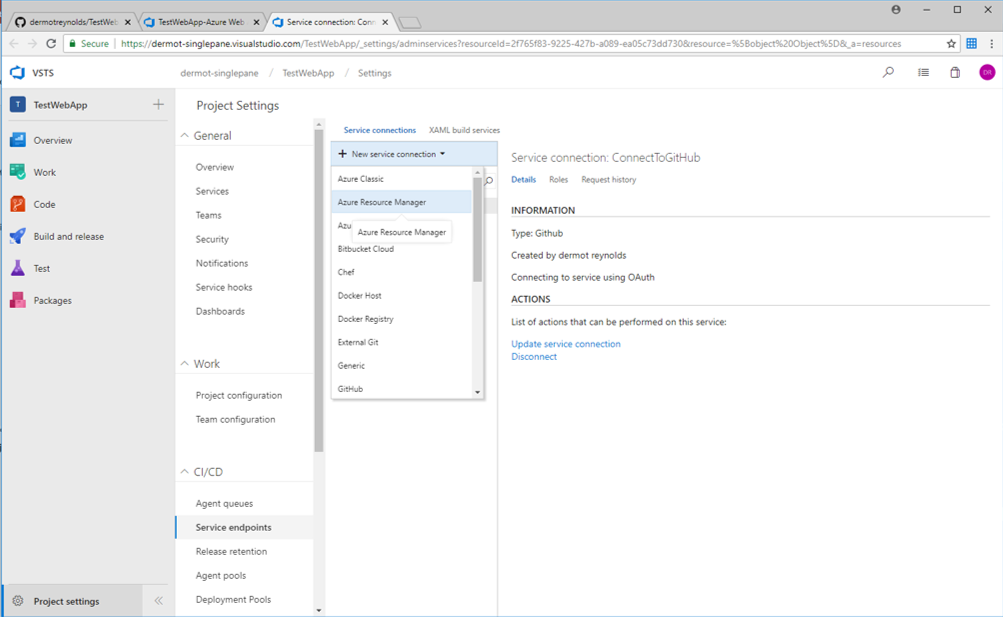 dermotreynolds/TestWeb
TestWebApp-Azure Web
Service connection: Conn
Secure
https://dermot-singlepane.visualstudio.com/TestWebApp/_settings/adminservices?resourceId=2f765f83-9225-427b-a089-ea05c73dd730&resource=%5Bobject%20Object%5D&_a=resources
VSTS
dermot-singlepane / TestWebApp / Settings
DR
T TestWebApp
Overview
Work
Code
Build and release
Test
Packages
Project settings
Project Settings
General
Overview
Services
Teams
Security
Notifications
Service hooks
Dashboards
Work
Project configuration
Team configuration
CI/CD
Agent queues
Service endpoints
Release retention
Agent pools
Deployment Pools
Service connections XAML build services
+ New service connection
Azure Classic
Azure Resource Manager
Azu
Azure Resource Manager
Bitbucket Cloud
Chef
Docker Host
Docker Registry
External Git
Generic
GitHub
Service connection: ConnectToGitHub
Details Roles Request history
INFORMATION
Type: Github
Created by dermot reynolds
Connecting to service using OAuth
ACTIONS
List of actions that can be performed on this service:
Update service connection
Disconnect